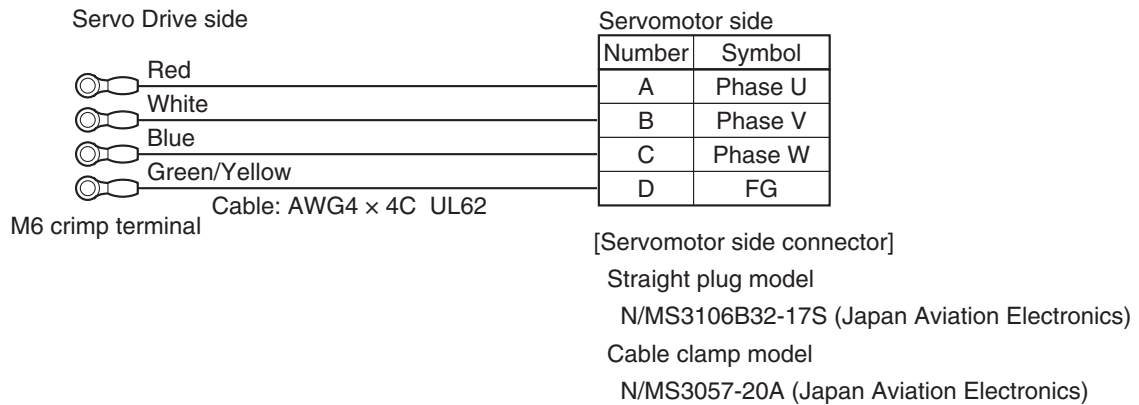 Servo Drive side
Red
White
Blue
Green/Yellow
Cable: AWG4 × 4C UL62
M6 crimp terminal
Servomotor side
Number Symbol
A Phase U
B Phase V
C Phase W
D FG
[Servomotor side connector]
Straight plug model
N/MS3106B32-17S (Japan Aviation Electronics)
Cable clamp model
N/MS3057-20A (Japan Aviation Electronics)